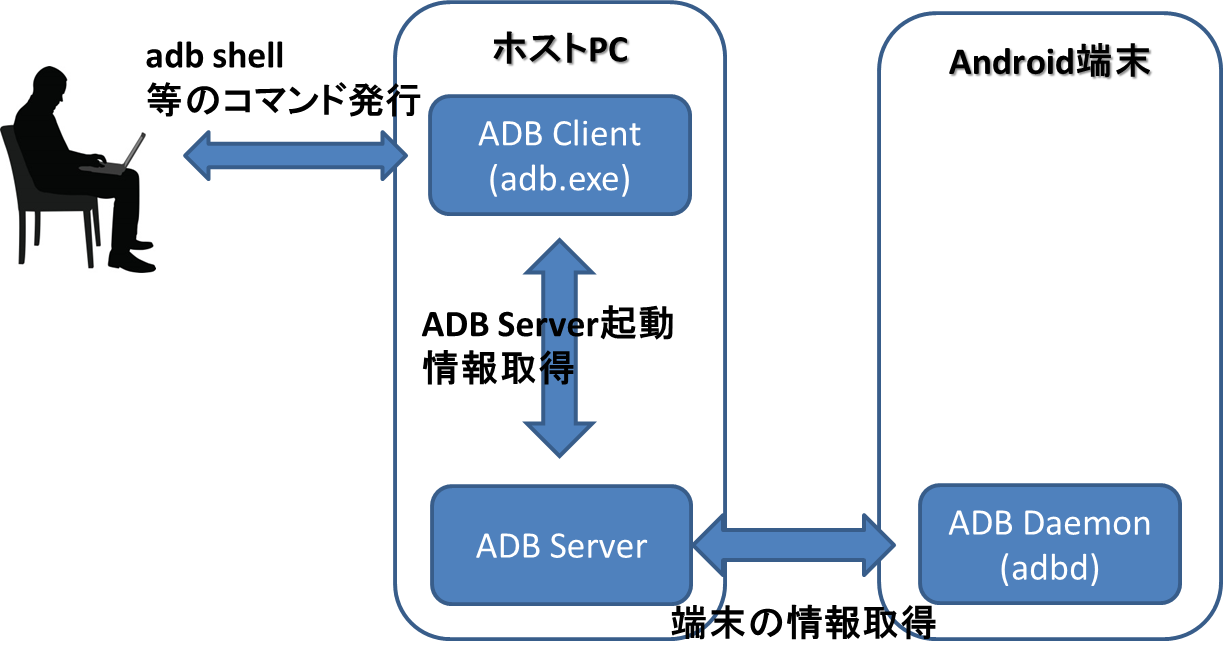 adb shell
等のコマンド発行
ホストPC
ADB Client
(adb.exe)
ADB Server起動
情報取得
ADB Server
端末の情報取得
Android端末
ADB Daemon
(adbd)